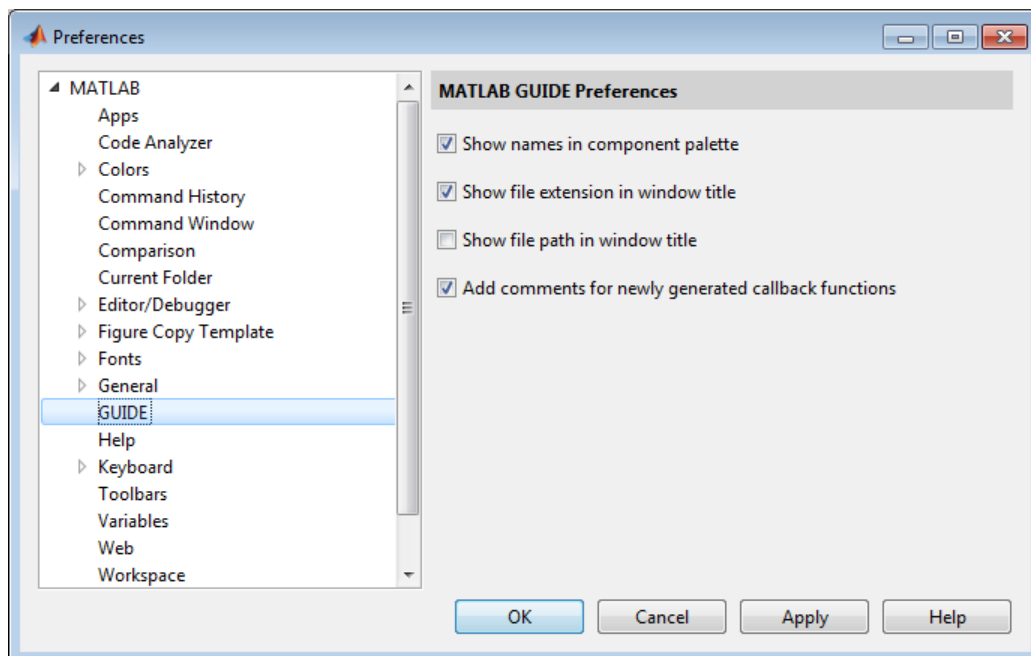 Preferences
MATLAB
Apps
Code Analyzer
Colors
Command History
Command Window
Comparison
Current Folder
Editor/Debugger
Figure Copy Template
Fonts
General
GUIDE
Help
Keyboard
Toolbars
Variables
Web
Workspace
MATLAB GUIDE Preferences
Show names in component palette
Show file extension in window title
Show file path in window title
Add comments for newly generated callback functions
OK Cancel Apply Help